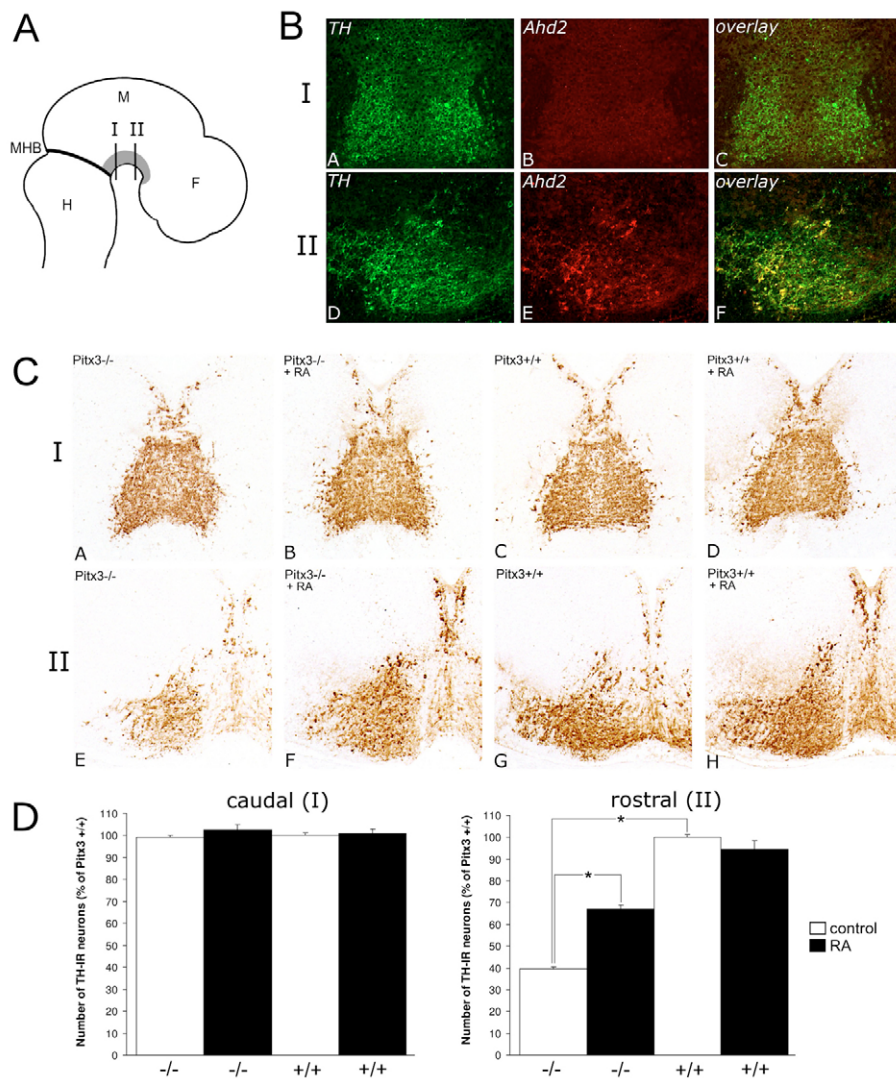 A
M
I II
MHB
F
H
B
TH Ahd2 overlay
I
A B C
TH Ahd2 overlay
II
D E F
C
Pitx3-/- Pitx3-/- Pitx3+/+ Pitx3+/+
+ RA + RA
I
A B C D
Pitx3-/- Pitx3-/- Pitx3+/+ Pitx3+/+
+ RA + RA
II
E F G H
D
caudal (I)
Number of TH-IR neurons (% of Pitx3 +/+)
110
100
90
80
70
60
50
40
30
20
10
0
-/- -/- +/+ +/+
rostral (II)
Number of TH-IR neurons (% of Pitx3 +/+)
110
100
90
80
70
60
50
40
30
20
10
0
*
*
-/- -/- +/+ +/+
control
RA